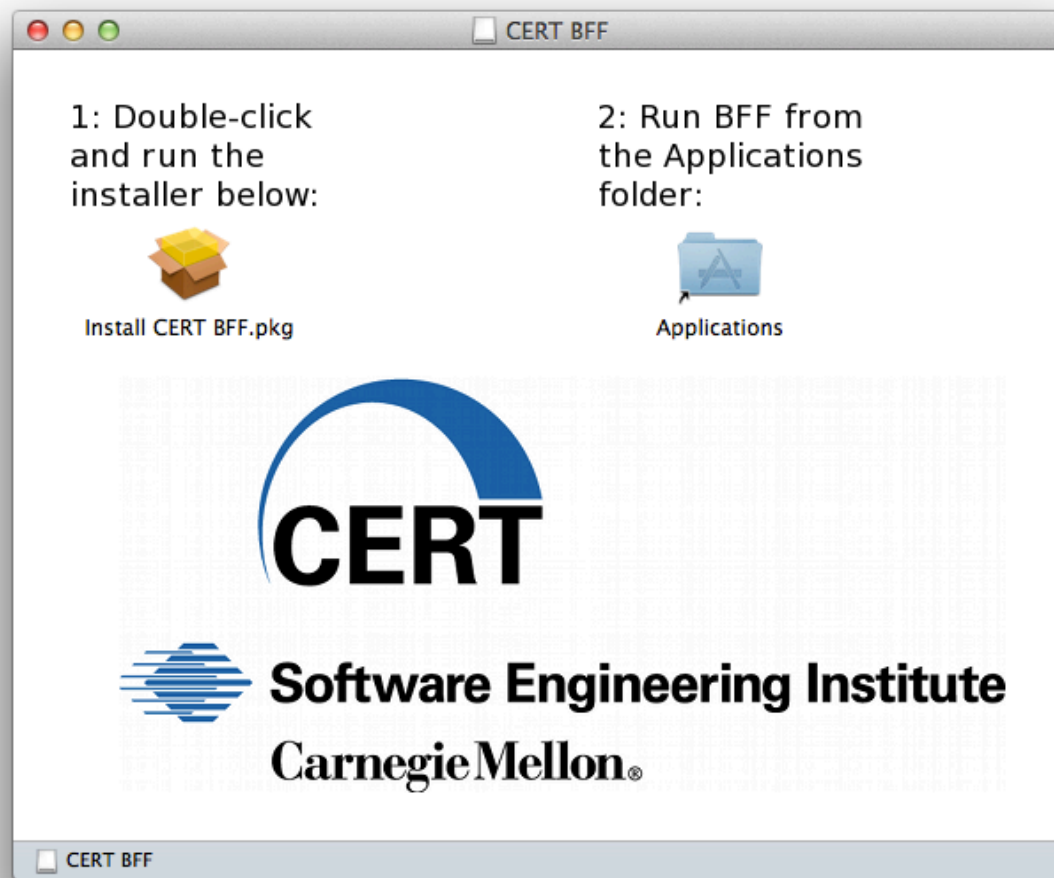 CERT BFF
1: Double-click
and run the
installer below:
2: Run BFF from
the Applications
folder:
Install CERT BFF.pkg
Applications
CERT
Software Engineering Institute
Carnegie Mellon®
CERT BFF